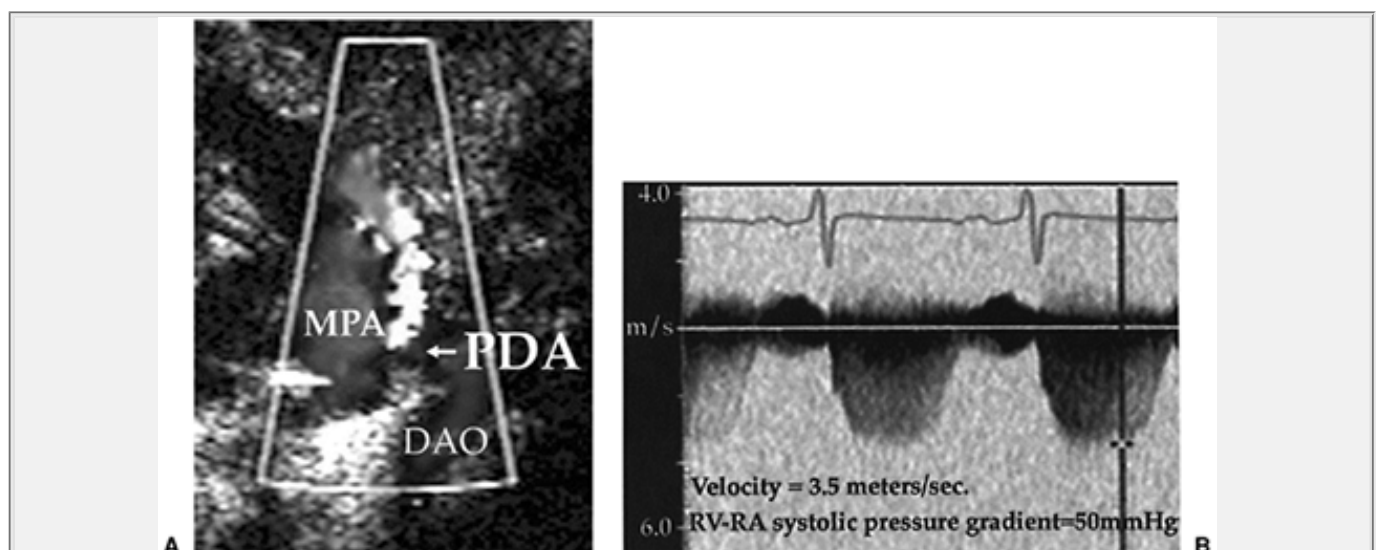 MPA
PDA
DAO
A
4.0
m/s
Velocity = 3.5 meters/sec.
RV-RA systolic pressure gradient=50mmHg
6.0
B